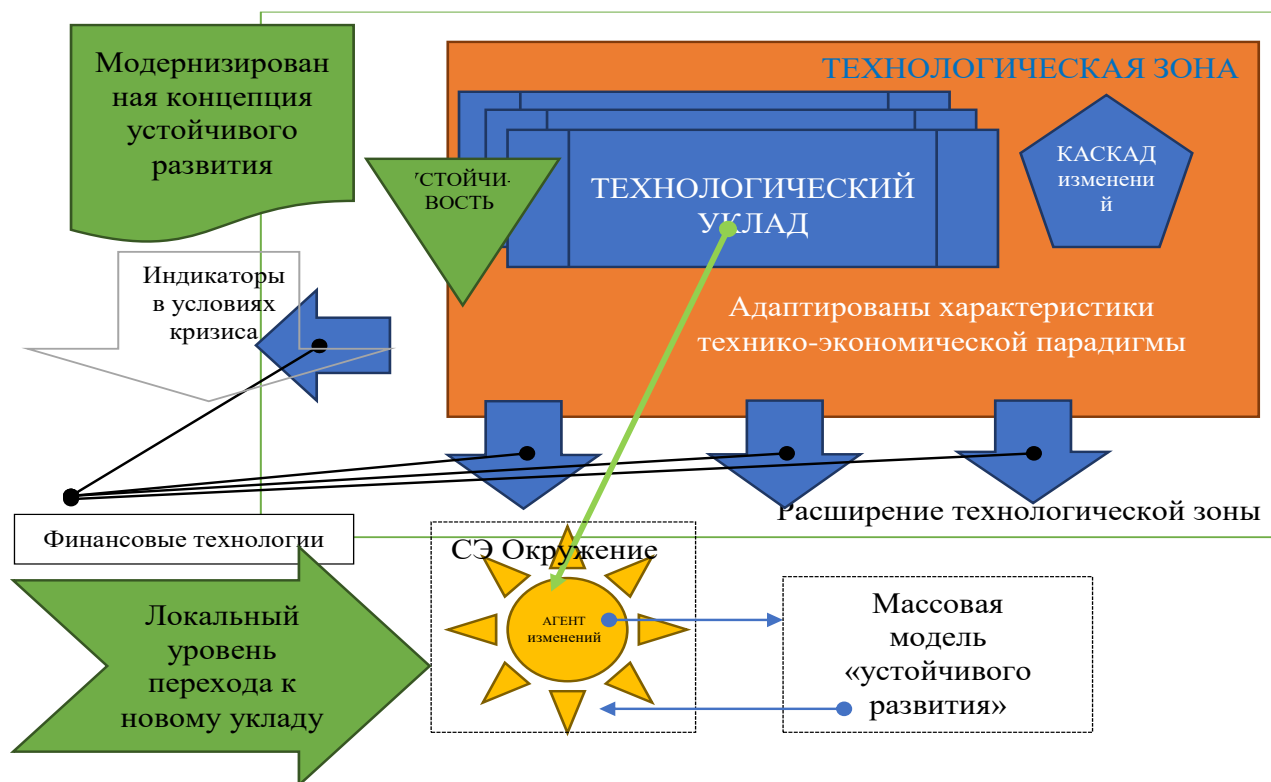 Модернизирован
ная концепция
устойчивого
развития
ТЕХНОЛОГИЧЕСКАЯ ЗОНА
УСТОЙЧИ-
ВОСТЬ
ТЕХНОЛОГИЧЕСКИЙ
УКЛАД
КАСКАД
изменени
й
Индикаторы
в условиях
кризиса
Адаптированы характеристики
технико-экономической парадигмы
Расширение технологической зоны
Финансовые технологии
СЭ Окружение
Локальный
уровень
перехода к
новому укладу
АГЕНТ
изменений
Массовая
модель
«устойчивого
развития»